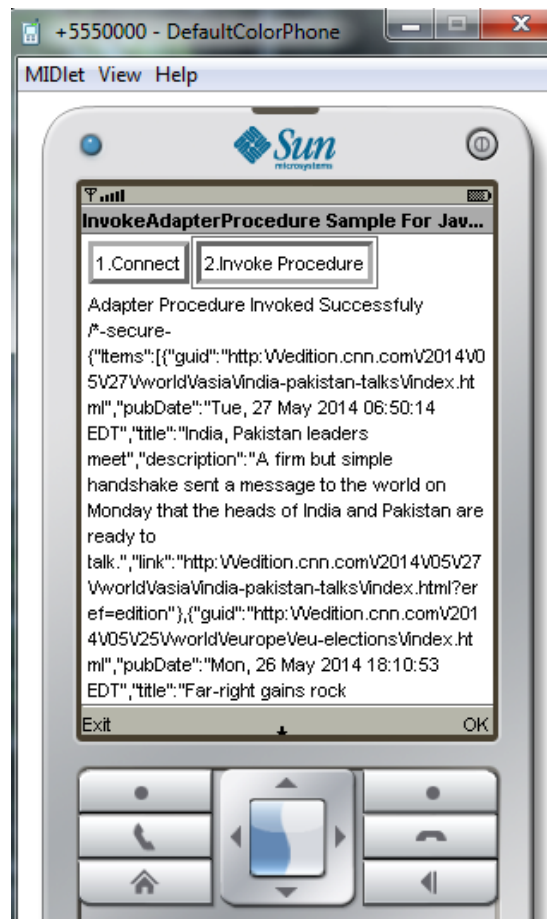 +5550000 - DefaultColorPhone
MIDlet View Help
Sun
microsystems
InvokeAdapterProcedure Sample For Jav...
1.Connect 2.Invoke Procedure
Adapter Procedure Invoked Successfuly
/*-secure-
{"Items":[{"guid":"http:\/\/edition.cnn.com\/2014\/0
5\/27\/world\/asia\/india-pakistan-talks\/index.ht
ml","pubDate":"Tue, 27 May 2014 06:50:14
EDT","title":"India, Pakistan leaders
meet","description":"A firm but simple
handshake sent a message to the world on
Monday that the heads of India and Pakistan are
ready to
talk.","link":"http:\/\/edition.cnn.com\/2014\/05\/27
\/world\/asia\/india-pakistan-talks\/index.html?er
ef=edition"},{"guid":"http:\/\/edition.cnn.com\/201
4\/05\/25\/world\/europe\/eu-elections\/index.ht
ml","pubDate":"Mon, 26 May 2014 18:10:53
EDT","title":"Far-right gains rock
Exit OK